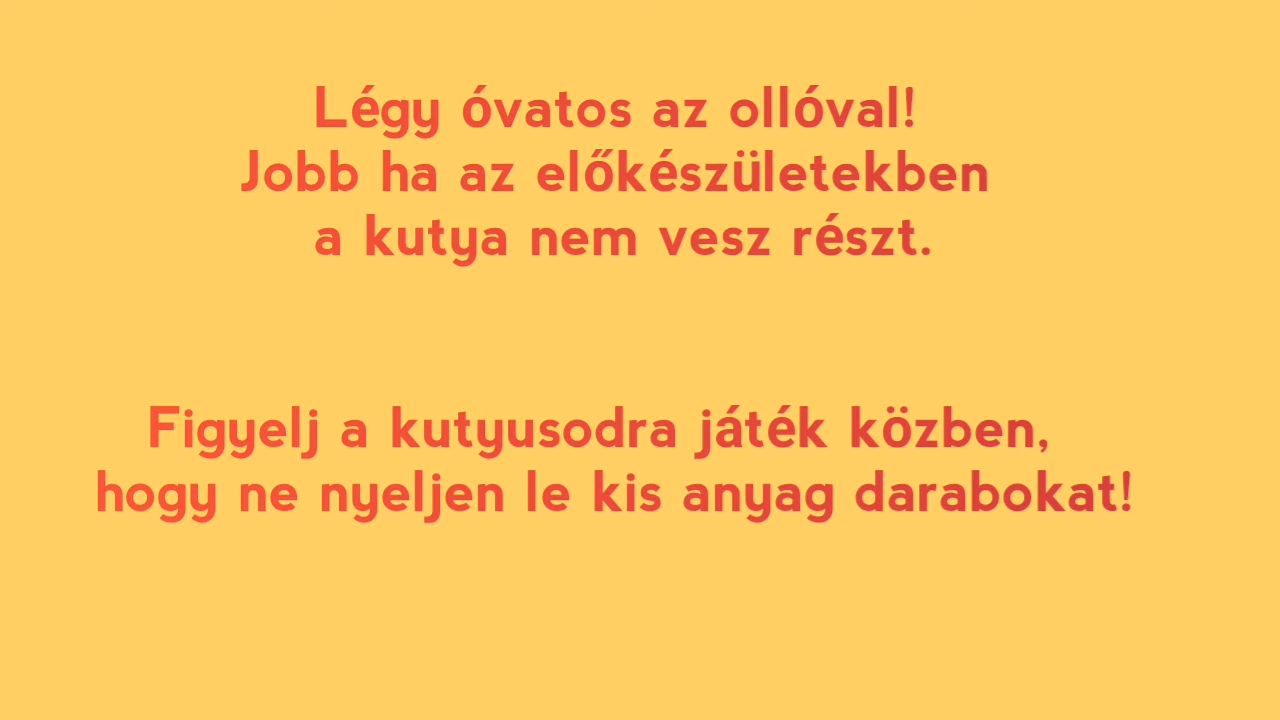 Légy óvatos az ollóval!
Jobb ha az előkészületekben
a kutya nem vesz részt.
Figyelj a kutyusodra játék közben,
hogy ne nyeljen le kis anyag darabokat!